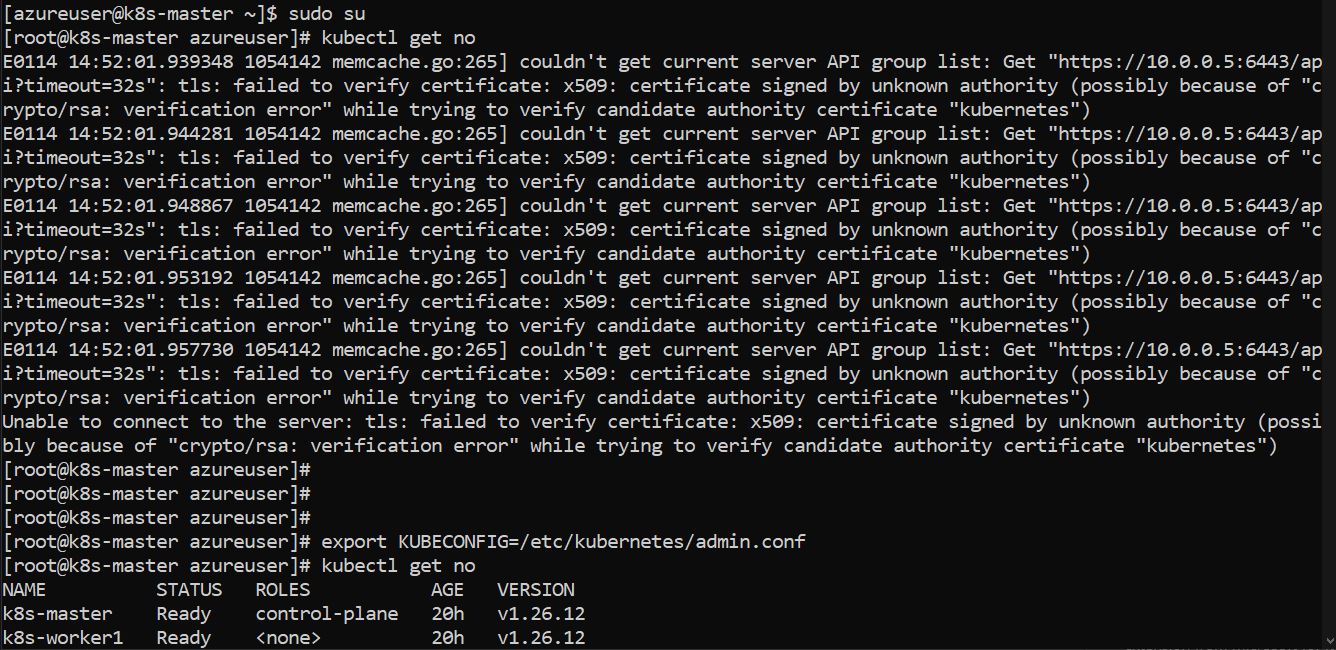 [azureuser@k8s-master ~]$ sudo su
[root@k8s-master azureuser]# kubectl get no
E0114 14:52:01.939348 1054142 memcache.go:265] couldn't get current server API group list: Get "https://10.0.0.5:6443/ap
i?timeout=32s": tls: failed to verify certificate: x509: certificate signed by unknown authority (possibly because of "c
rypto/rsa: verification error" while trying to verify candidate authority certificate "kubernetes")
E0114 14:52:01.944281 1054142 memcache.go:265] couldn't get current server API group list: Get "https://10.0.0.5:6443/ap
i?timeout=32s": tls: failed to verify certificate: x509: certificate signed by unknown authority (possibly because of "c
rypto/rsa: verification error" while trying to verify candidate authority certificate "kubernetes")
E0114 14:52:01.948867 1054142 memcache.go:265] couldn't get current server API group list: Get "https://10.0.0.5:6443/ap
i?timeout=32s": tls: failed to verify certificate: x509: certificate signed by unknown authority (possibly because of "c
rypto/rsa: verification error" while trying to verify candidate authority certificate "kubernetes")
E0114 14:52:01.953192 1054142 memcache.go:265] couldn't get current server API group list: Get "https://10.0.0.5:6443/ap
i?timeout=32s": tls: failed to verify certificate: x509: certificate signed by unknown authority (possibly because of "c
rypto/rsa: verification error" while trying to verify candidate authority certificate "kubernetes")
E0114 14:52:01.957730 1054142 memcache.go:265] couldn't get current server API group list: Get "https://10.0.0.5:6443/ap
i?timeout=32s": tls: failed to verify certificate: x509: certificate signed by unknown authority (possibly because of "c
rypto/rsa: verification error" while trying to verify candidate authority certificate "kubernetes")
Unable to connect to the server: tls: failed to verify certificate: x509: certificate signed by unknown authority (possi
bly because of "crypto/rsa: verification error" while trying to verify candidate authority certificate "kubernetes")
[root@k8s-master azureuser]#
[root@k8s-master azureuser]#
[root@k8s-master azureuser]#
[root@k8s-master azureuser]# export KUBECONFIG=/etc/kubernetes/admin.conf
[root@k8s-master azureuser]# kubectl get no
NAME STATUS ROLES AGE VERSION
k8s-master Ready control-plane 20h v1.26.12
k8s-worker1 Ready <none> 20h v1.26.12